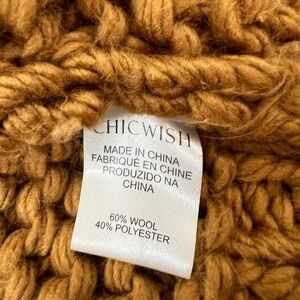 CHICWISH
MADE IN CHINA
FABRIQUÉ EN CHINE
PRODUZIDO NA
CHINA
60% WOOL
40% POLYESTER